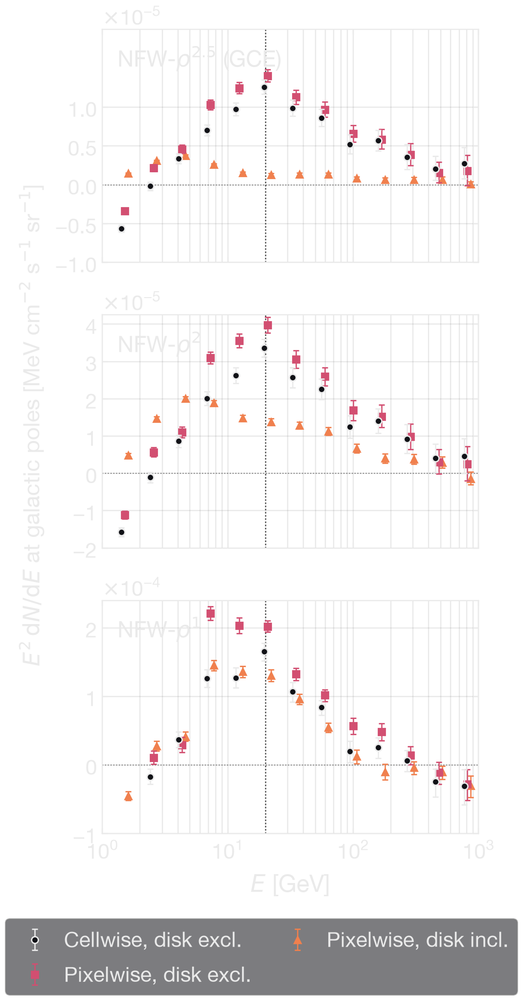 ×10⁻⁵
NFW-ρ²·⁵ (GCE)
1.0
0.5
0.0
−0.5
−1.0
×10⁻⁵
NFW-ρ²
4
3
2
1
0
−1
−2
×10⁻⁴
NFW-ρ¹
2
1
0
−1
10⁰ 10¹ 10² 10³
E [GeV]
E² dN/dE at galactic poles [MeV cm⁻² s⁻¹ sr⁻¹]
Cellwise, disk excl.
Pixelwise, disk incl.
Pixelwise, disk excl.